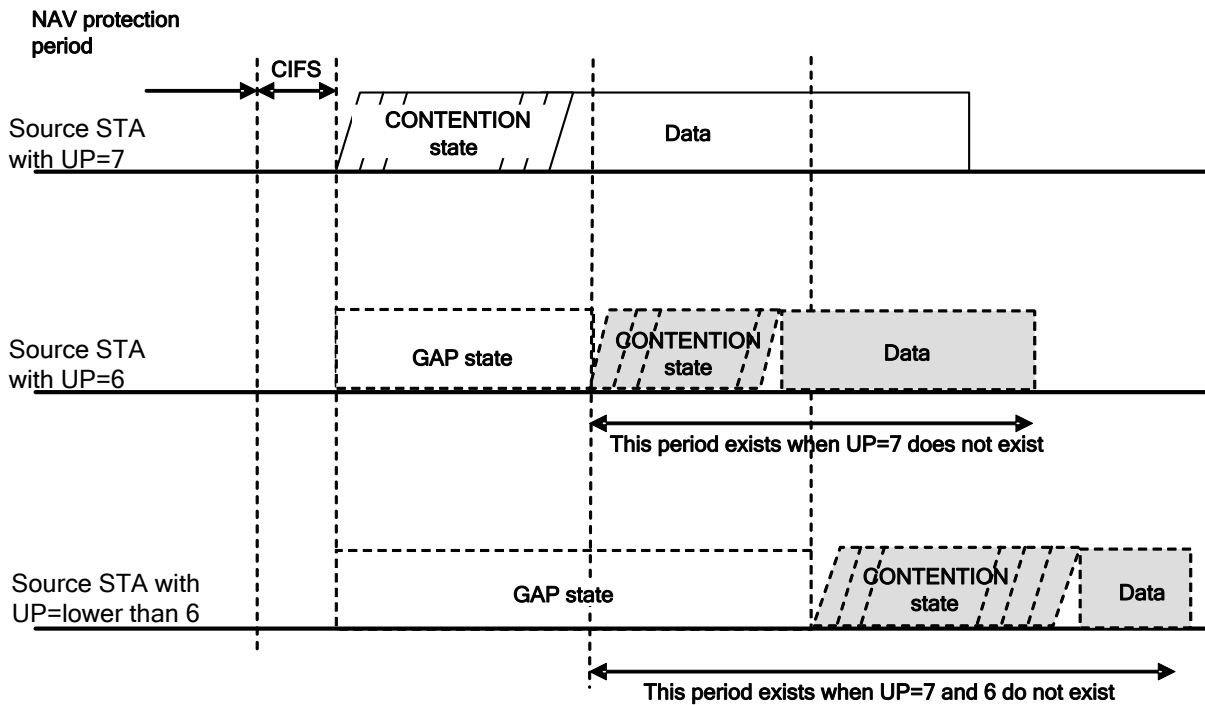 NAV protection
period
CIFS
Source STA
with UP=7
CONTENTION
state
Data
Source STA
with UP=6
GAP state
CONTENTION
state
Data
This period exists when UP=7 does not exist
Source STA with
UP=lower than 6
GAP state
CONTENTION
state
Data
This period exists when UP=7 and 6 do not exist